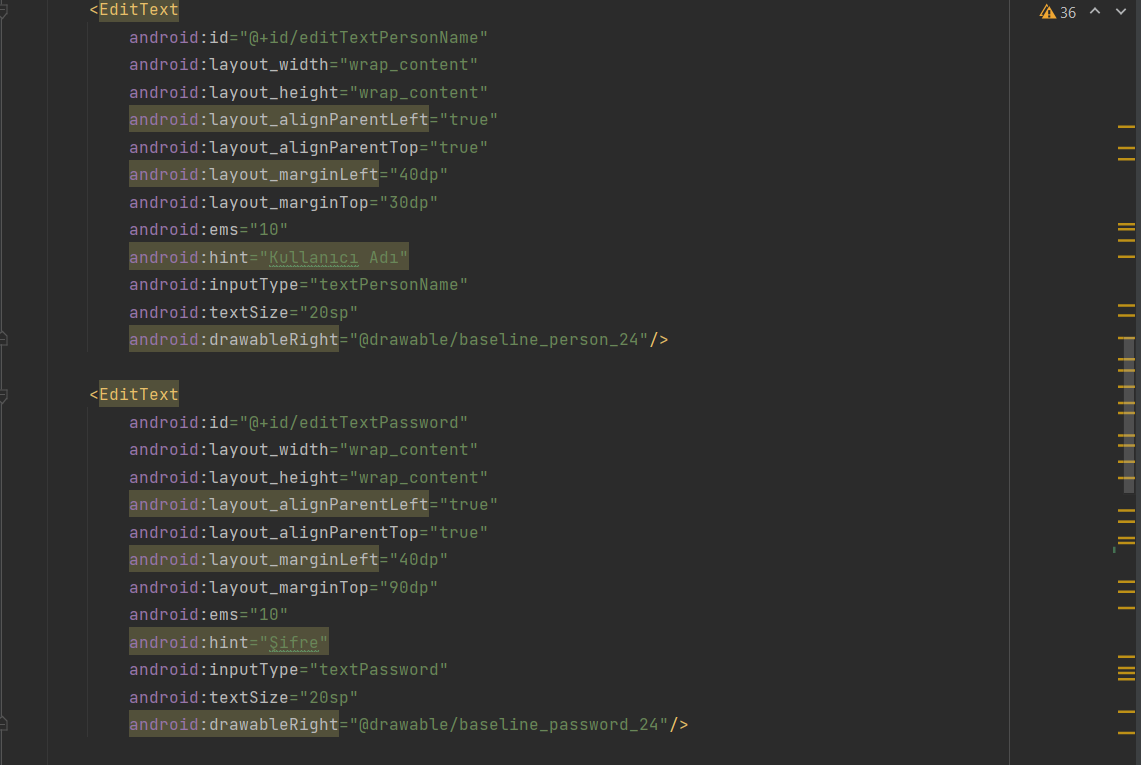 <EditText
android:id="@+id/editTextPersonName"
android:layout_width="wrap_content"
android:layout_height="wrap_content"
android:layout_alignParentLeft="true"
android:layout_alignParentTop="true"
android:layout_marginLeft="40dp"
android:layout_marginTop="30dp"
android:ems="10"
android:hint="Kullanıcı Adı"
android:inputType="textPersonName"
android:textSize="20sp"
android:drawableRight="@drawable/baseline_person_24"/>
<EditText
android:id="@+id/editTextPassword"
android:layout_width="wrap_content"
android:layout_height="wrap_content"
android:layout_alignParentLeft="true"
android:layout_alignParentTop="true"
android:layout_marginLeft="40dp"
android:layout_marginTop="90dp"
android:ems="10"
android:hint="Şifre"
android:inputType="textPassword"
android:textSize="20sp"
android:drawableRight="@drawable/baseline_password_24"/>
36